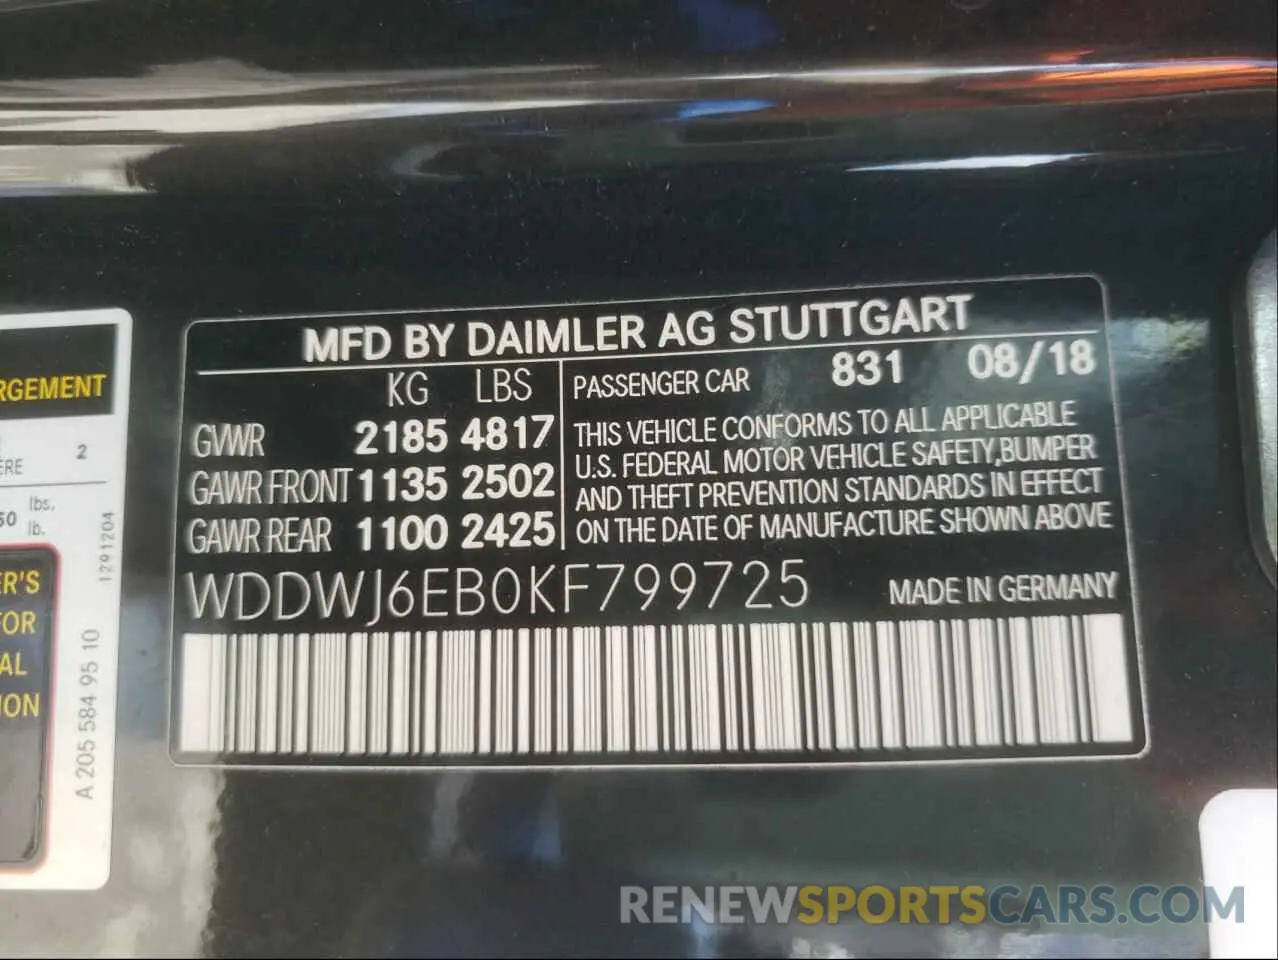 MFD BY DAIMLER AG STUTTGART
KG LBS
GVWR 2185 4817
GAWR FRONT 1135 2502
GAWR REAR 1100 2425
PASSENGER CAR 831 08/18
THIS VEHICLE CONFORMS TO ALL APPLICABLE
U.S. FEDERAL MOTOR VEHICLE SAFETY, BUMPER
AND THEFT PREVENTION STANDARDS IN EFFECT
ON THE DATE OF MANUFACTURE SHOWN ABOVE
WDDWJ6EB0KF799725 MADE IN GERMANY
RGEMENT
ERE 2
50 lbs.
lb.
1291204
ER'S
FOR
AL
ION
A 205 584 95 10
RENEWSPORTSCARS.COM